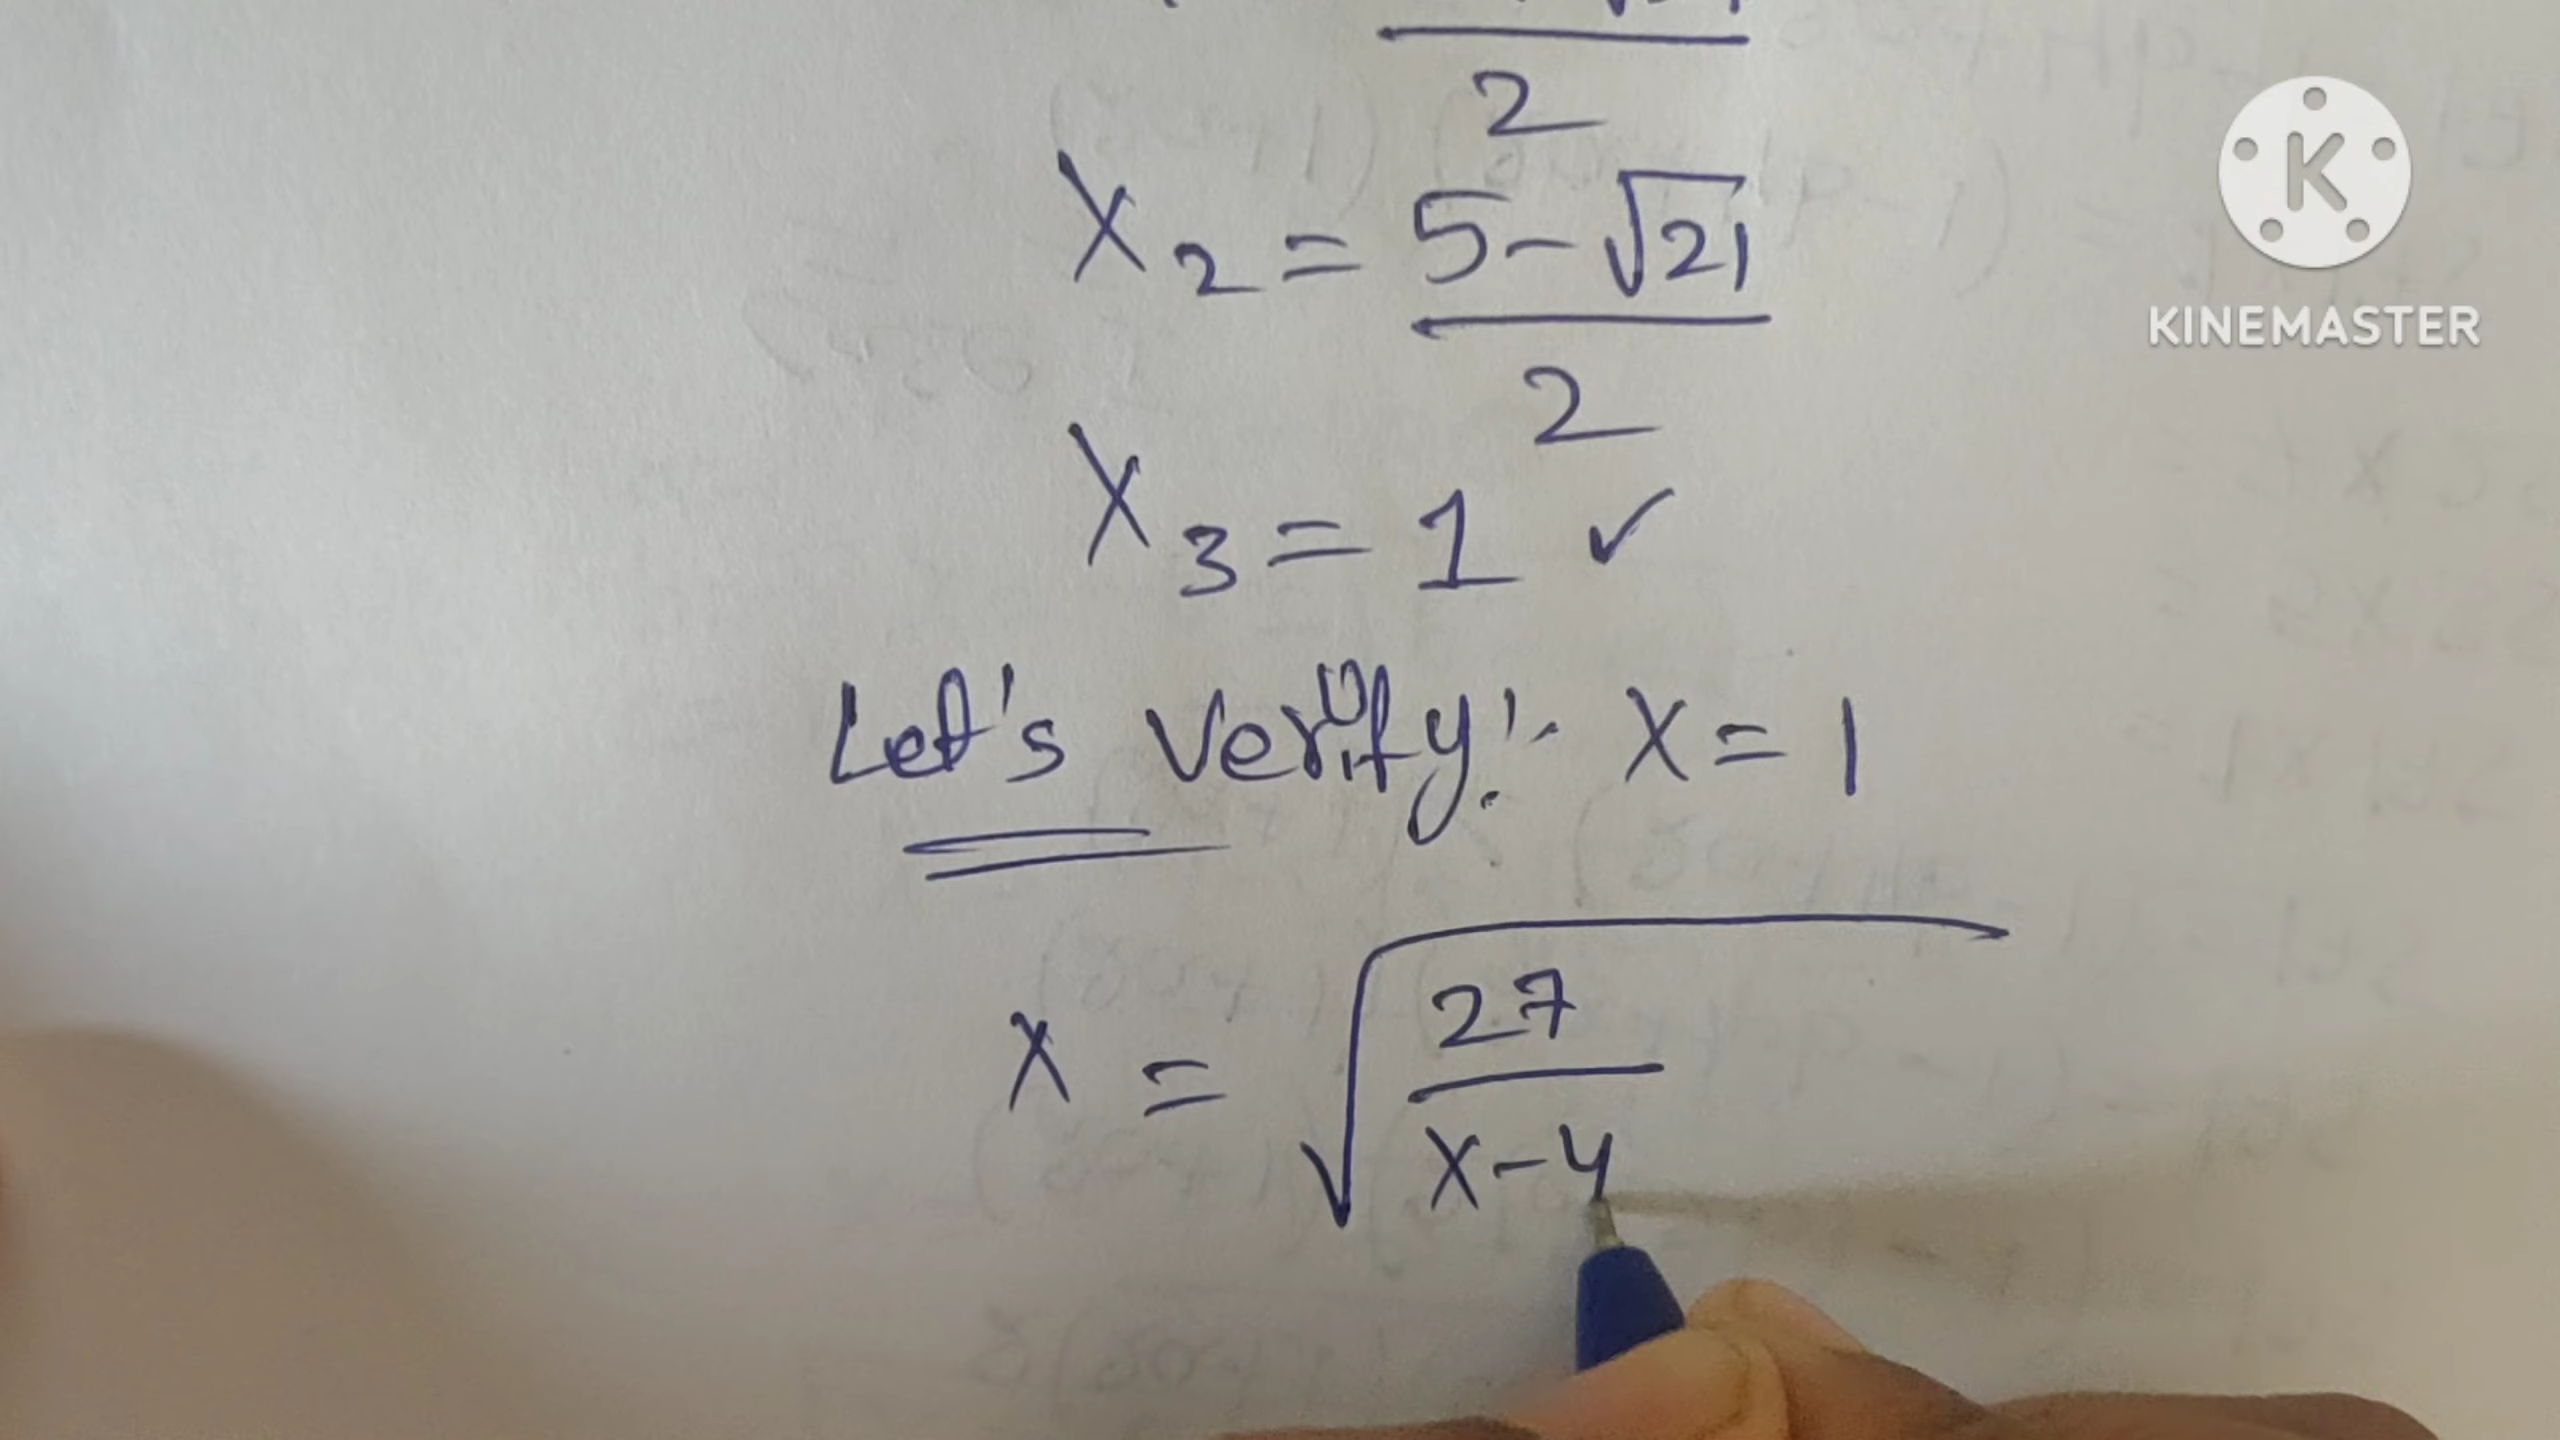 2
X₂ = 5-√21
2
X₃ = 1 ✓
Let's verify:- X = 1
X = √27
X-4
K
KINEMASTER